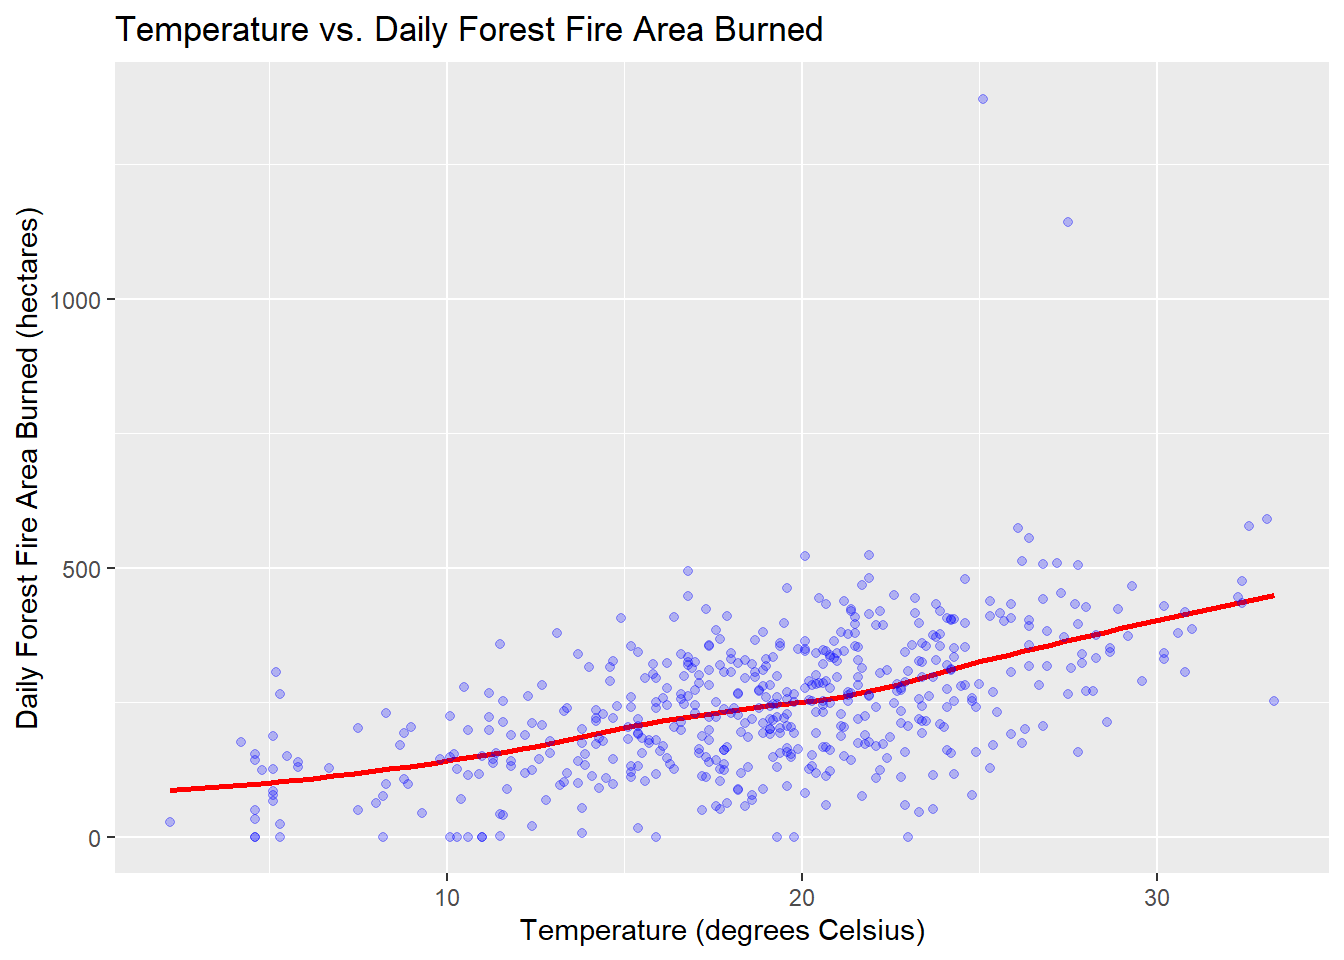 Temperature vs. Daily Forest Fire Area Burned
Daily Forest Fire Area Burned (hectares)
1000
500
0
10 20 30
Temperature (degrees Celsius)